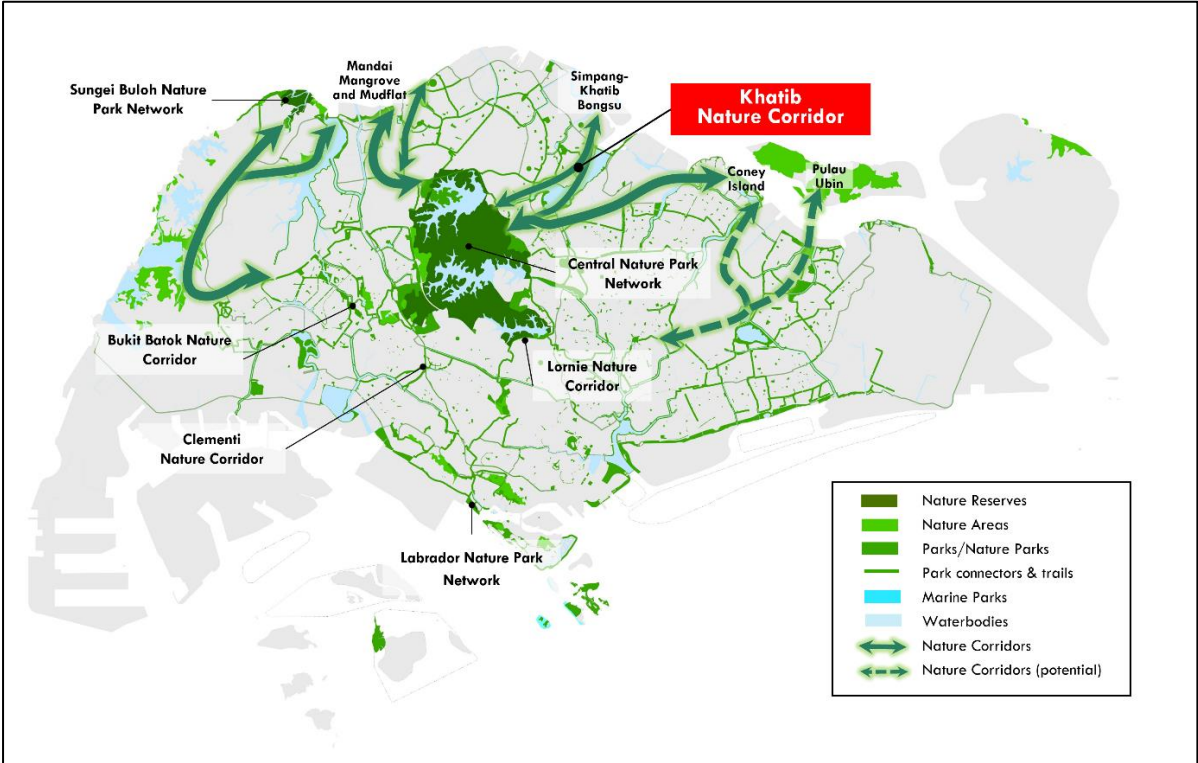 Sungei Buloh Nature
Park Network
Mandai
Mangrove
and Mudflat
Simpang-
Khatib
Bongsu
Khatib
Nature Corridor
Coney
Island
Pulau
Ubin
Central Nature Park
Network
Bukit Batok Nature
Corridor
Lornie Nature
Corridor
Clementi
Nature Corridor
Labrador Nature Park
Network
Nature Reserves
Nature Areas
Parks/Nature Parks
Park connectors & trails
Marine Parks
Waterbodies
Nature Corridors
Nature Corridors (potential)